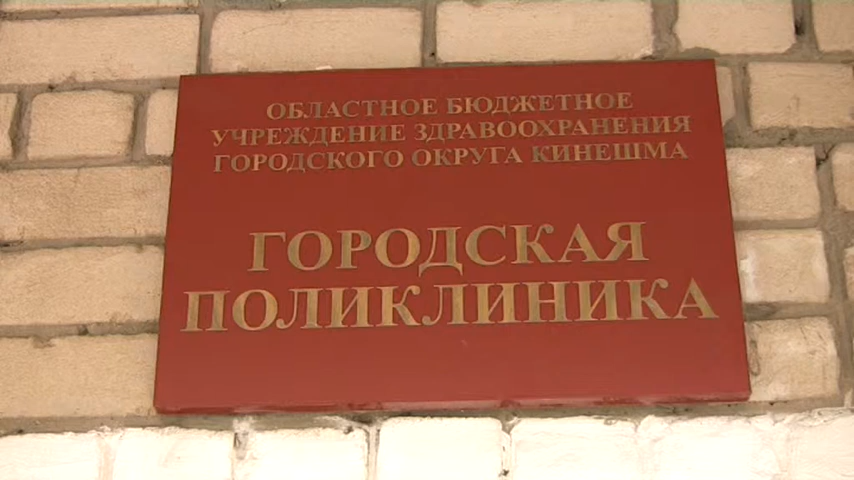 ОБЛАСТНОЕ БЮДЖЕТНОЕ
УЧРЕЖДЕНИЕ ЗДРАВООХРАНЕНИЯ
ГОРОДСКОГО ОКРУГА КИНЕШМА
ГОРОДСКАЯ
ПОЛИКЛИНИКА